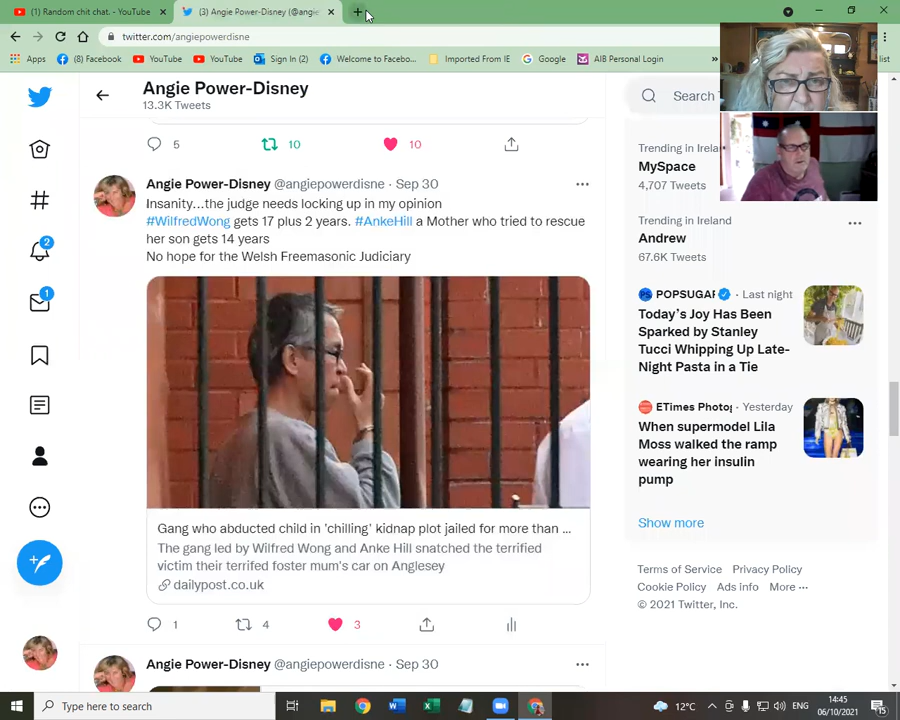 (1) Random chit chat. - YouTube
(3) Angie Power-Disney (@angie
twitter.com/angiepowerdisne
Apps
(8) Facebook
YouTube
YouTube
Sign In (2)
Welcome to Facebo...
Imported From IE
Google
AIB Personal Login
»
list
Angie Power-Disney
13.3K Tweets
Search
5
10
10
Angie Power-Disney @angiepowerdisne · Sep 30
Insanity...the judge needs locking up in my opinion
#WilfredWong gets 17 plus 2 years. #AnkeHill a Mother who tried to rescue
her son gets 14 years
No hope for the Welsh Freemasonic Judiciary
Gang who abducted child in 'chilling' kidnap plot jailed for more than ...
The gang led by Wilfred Wong and Anke Hill snatched the terrified
victim their terrifed foster mum's car on Anglesey
dailypost.co.uk
1
4
3
Angie Power-Disney @angiepowerdisne · Sep 30
2
1
Trending in Irela
MySpace
4,707 Tweets
Trending in Ireland
Andrew
67.6K Tweets
POPSUGAR · Last night
Today's Joy Has Been
Sparked by Stanley
Tucci Whipping Up Late-
Night Pasta in a Tie
ETimes Photog · Yesterday
When supermodel Lila
Moss walked the ramp
wearing her insulin
pump
Show more
Terms of Service Privacy Policy
Cookie Policy Ads info More ...
© 2021 Twitter, Inc.
Type here to search
12°C
ENG
14:45
06/10/2021
15